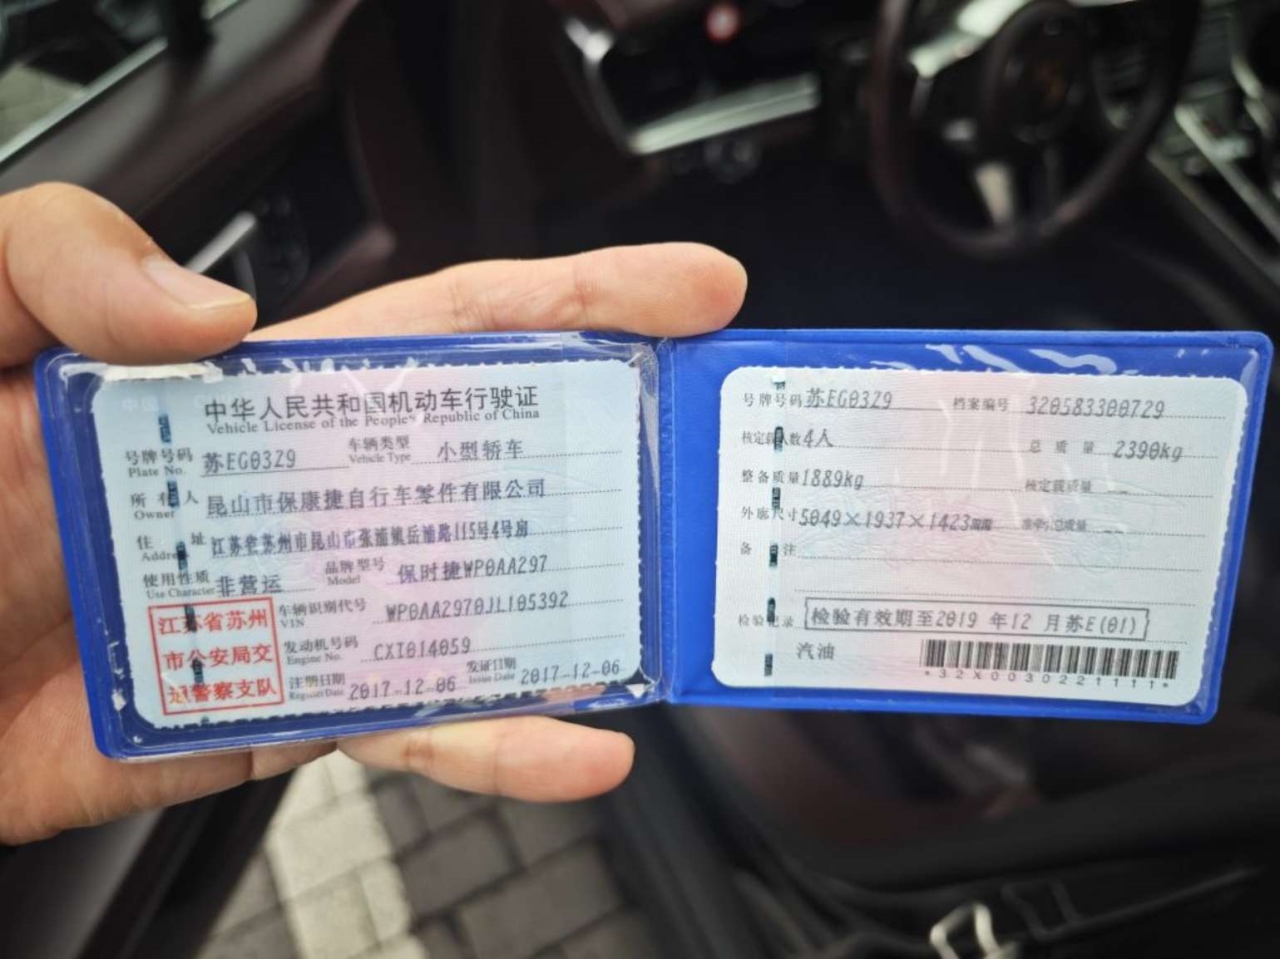 中华人民共和国机动车行驶证
Vehicle License of the People's Republic of China
号牌号码 苏EG03Z9 车辆类型 小型轿车
Plate No. Vehicle Type
所有人 昆山市保康捷自行车零件有限公司
Owner
住址 江苏省苏州市昆山市张浦镇岳浦路115号4号房
Address
使用性质 非营运 品牌型号 保时捷WP0AA297
Use Character Model
江苏省苏州
市公安局交
通警察支队
车辆识别代号 WP0AA2970JL105392
VIN
发动机号码 CXT014059
Engine No.
注册日期 2017-12-06 发证日期 2017-12-06
Register Date Issue Date
号牌号码 苏EG03Z9 档案编号 320583300729
核定载人数 4人 总质量 2390kg
整备质量 1889kg 核定载质量 --
外廓尺寸 5049×1937×1423 准牵引总质量 --
备注
检验记录 检验有效期至2019年12月苏E(01)
汽油
*32X0030221111*